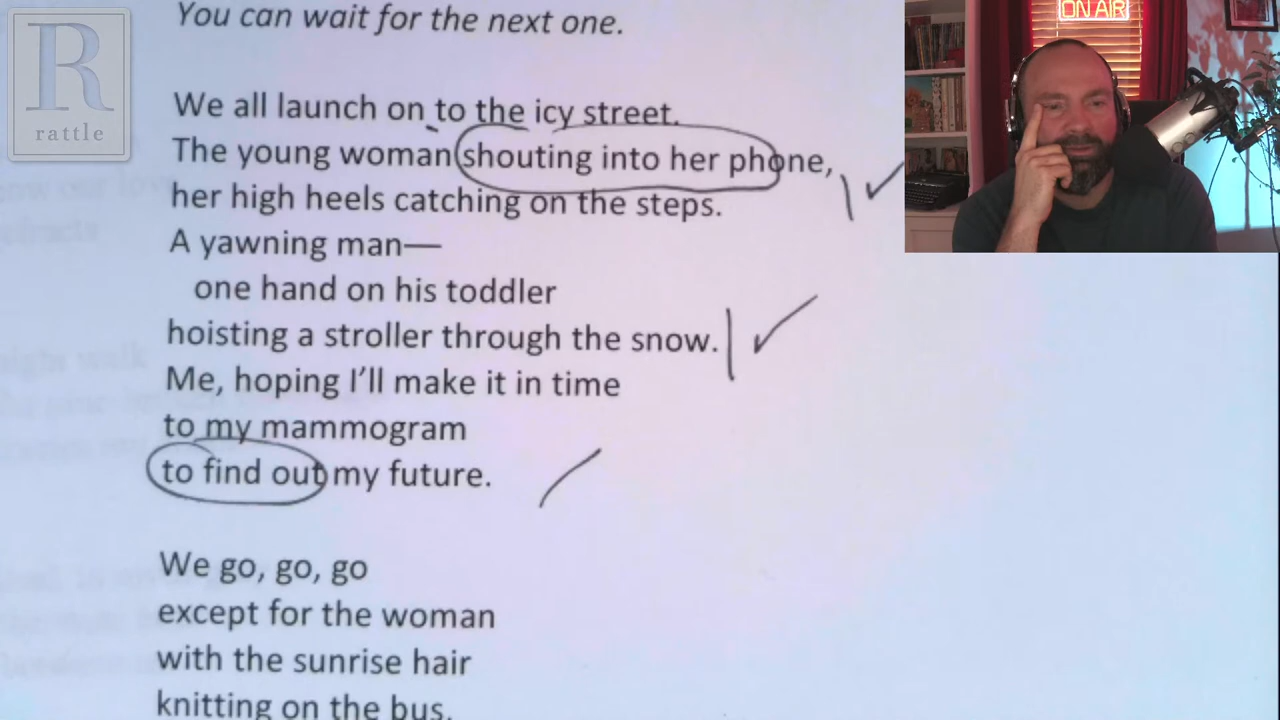 R
rattle
ON AIR
You can wait for the next one.
We all launch on to the icy street.
The young woman shouting into her phone,
her high heels catching on the steps.
A yawning man—
one hand on his toddler
hoisting a stroller through the snow.
Me, hoping I'll make it in time
to my mammogram
to find out my future.
We go, go, go
except for the woman
with the sunrise hair
knitting on the bus.